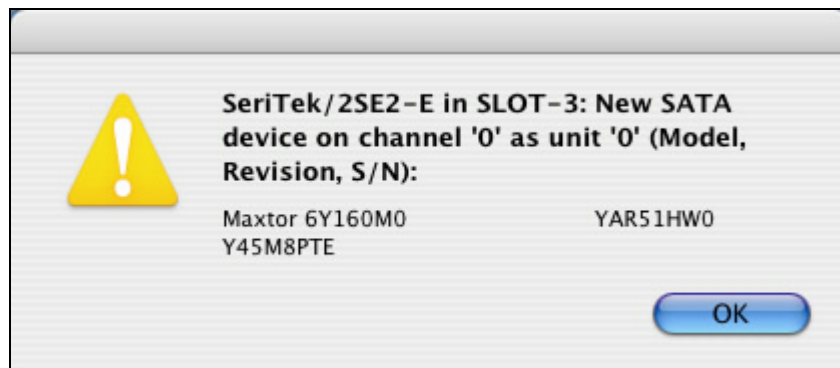 SeriTek/2SE2-E in SLOT-3: New SATA
device on channel '0' as unit '0' (Model,
Revision, S/N):
Maxtor 6Y160M0 YAR51HW0
Y45M8PTE
OK